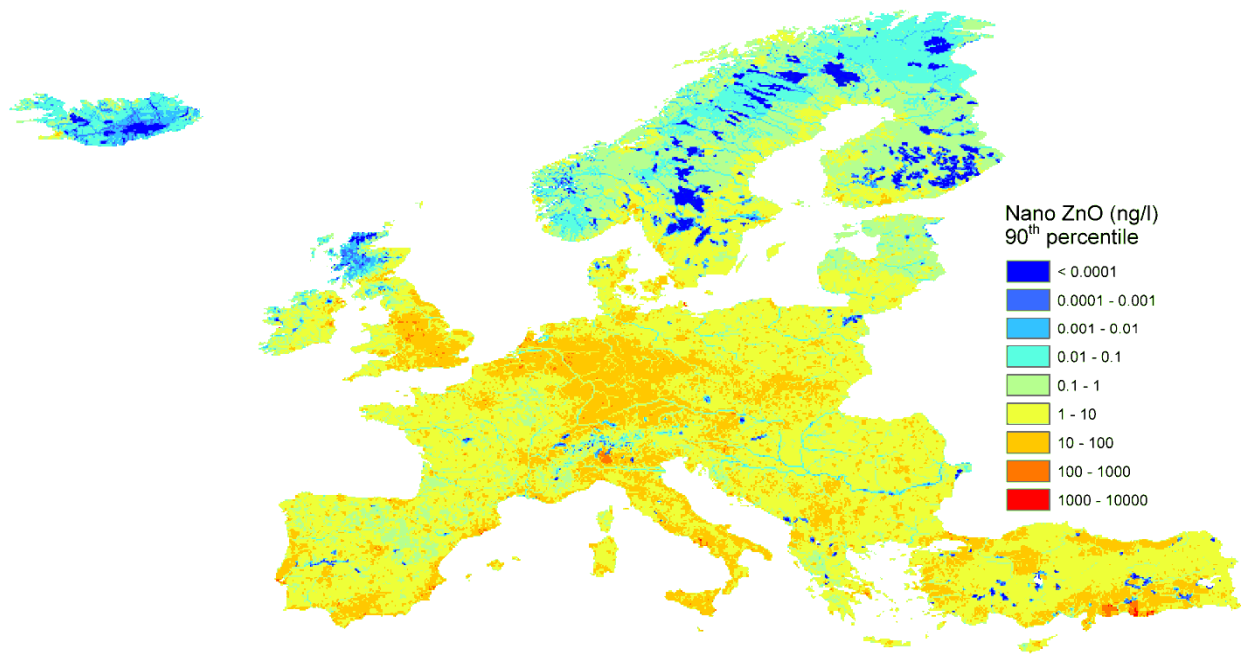 Nano ZnO (ng/l)
90th percentile
< 0.0001
0.0001 - 0.001
0.001 - 0.01
0.01 - 0.1
0.1 - 1
1 - 10
10 - 100
100 - 1000
1000 - 10000